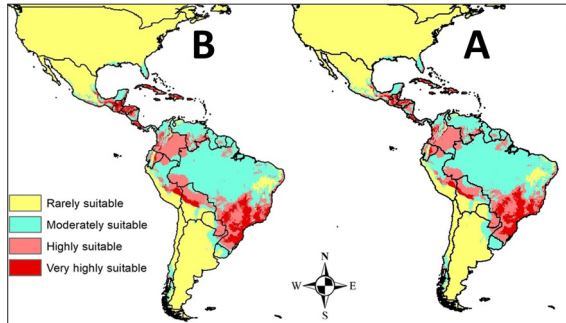 B
A
Rarely suitable
Moderately suitable
Highly suitable
Very highly suitable
N
W E
S